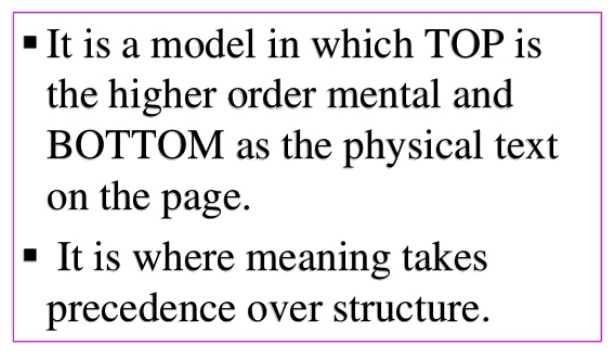 ▪ It is a model in which TOP is
the higher order mental and
BOTTOM as the physical text
on the page.
▪ It is where meaning takes
precedence over structure.